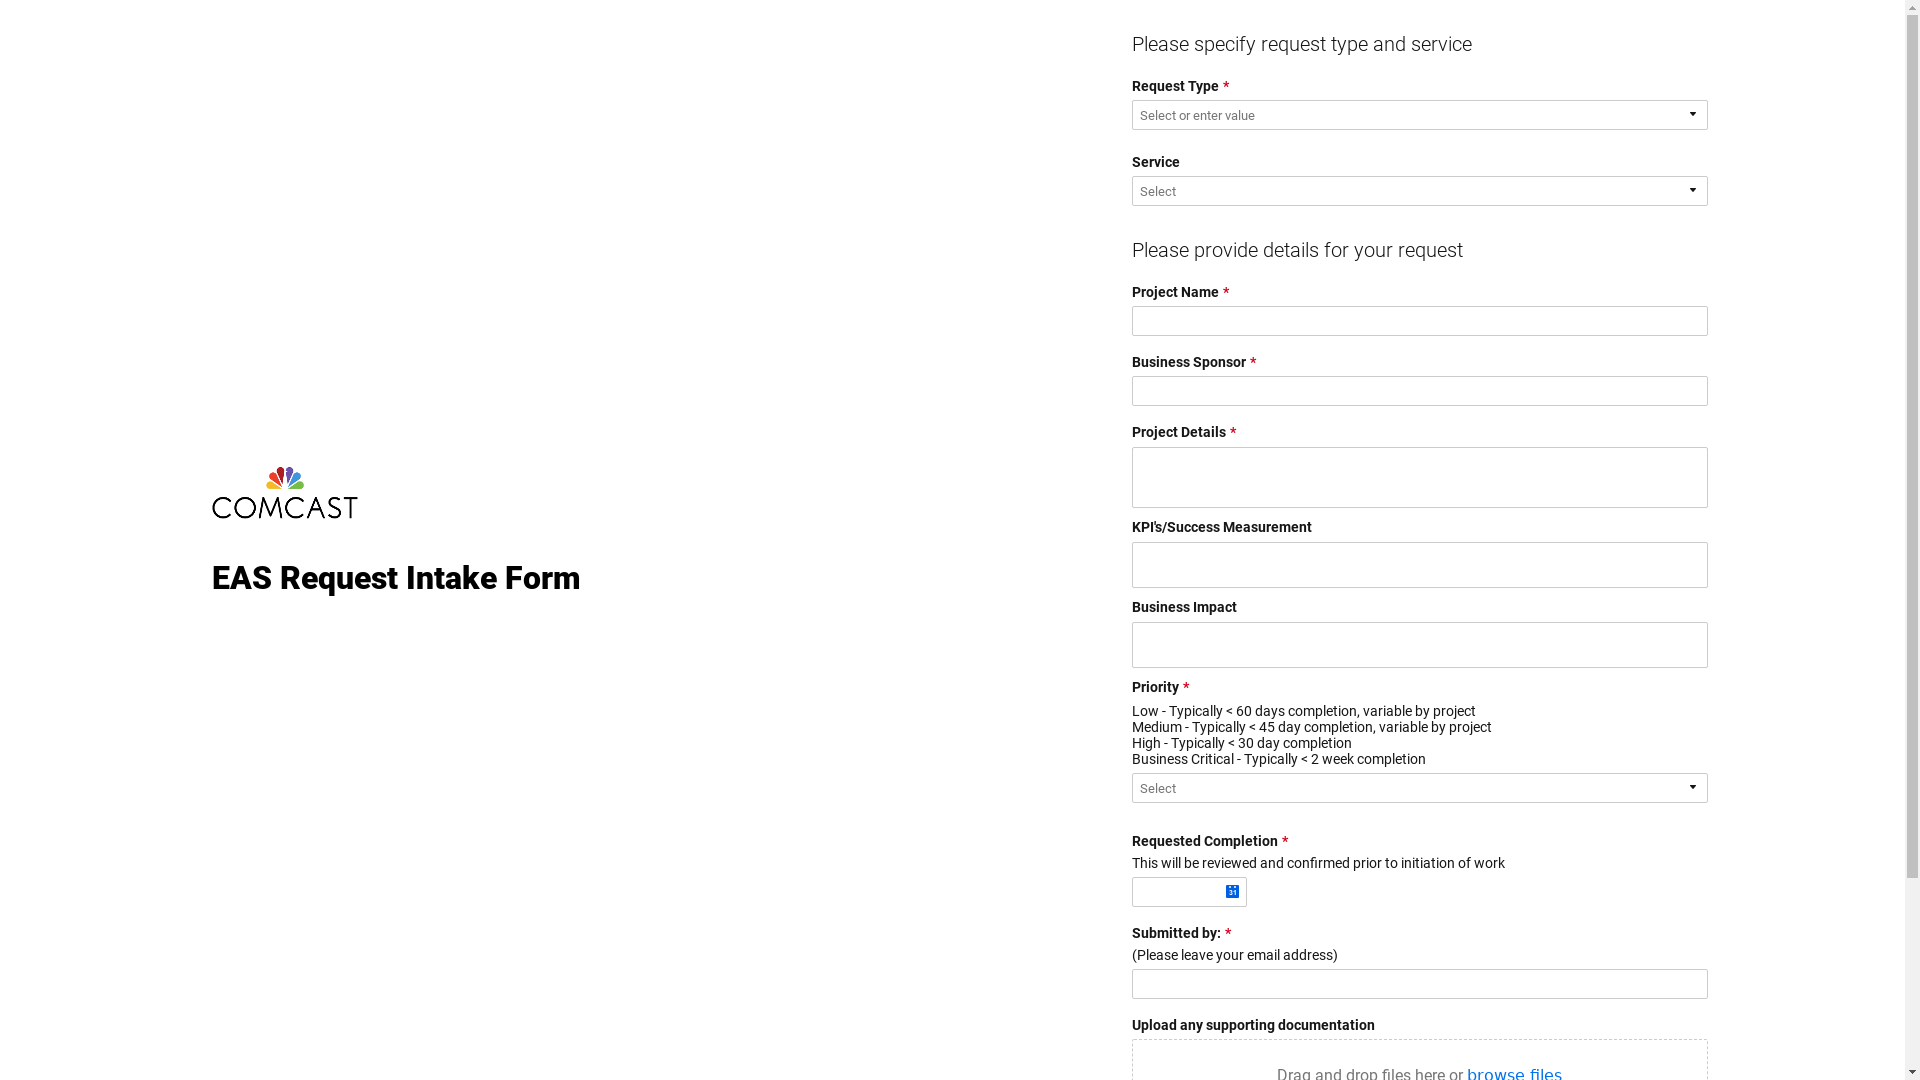 COMCAST
EAS Request Intake Form
Please specify request type and service
Request Type *
Select or enter value
Service
Select
Please provide details for your request
Project Name *
Business Sponsor *
Project Details *
KPI's/Success Measurement
Business Impact
Priority *
Low - Typically < 60 days completion, variable by project
Medium - Typically < 45 day completion, variable by project
High - Typically < 30 day completion
Business Critical - Typically < 2 week completion
Select
Requested Completion *
This will be reviewed and confirmed prior to initiation of work
31
Submitted by: *
(Please leave your email address)
Upload any supporting documentation
Drag and drop files here or browse files